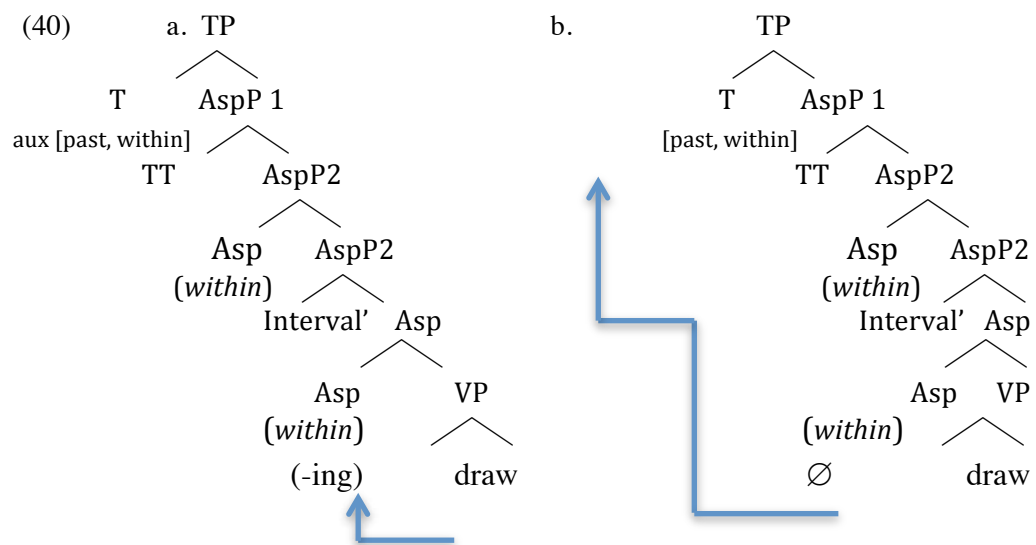 (40) a. TP b. TP
T AspP 1 T AspP 1
aux [past, within] [past, within]
TT AspP2 TT AspP2
Asp AspP2 Asp AspP2
(within) (within)
Interval’ Asp Interval’ Asp
Asp VP Asp VP
(within) (within)
(-ing) draw ∅ draw